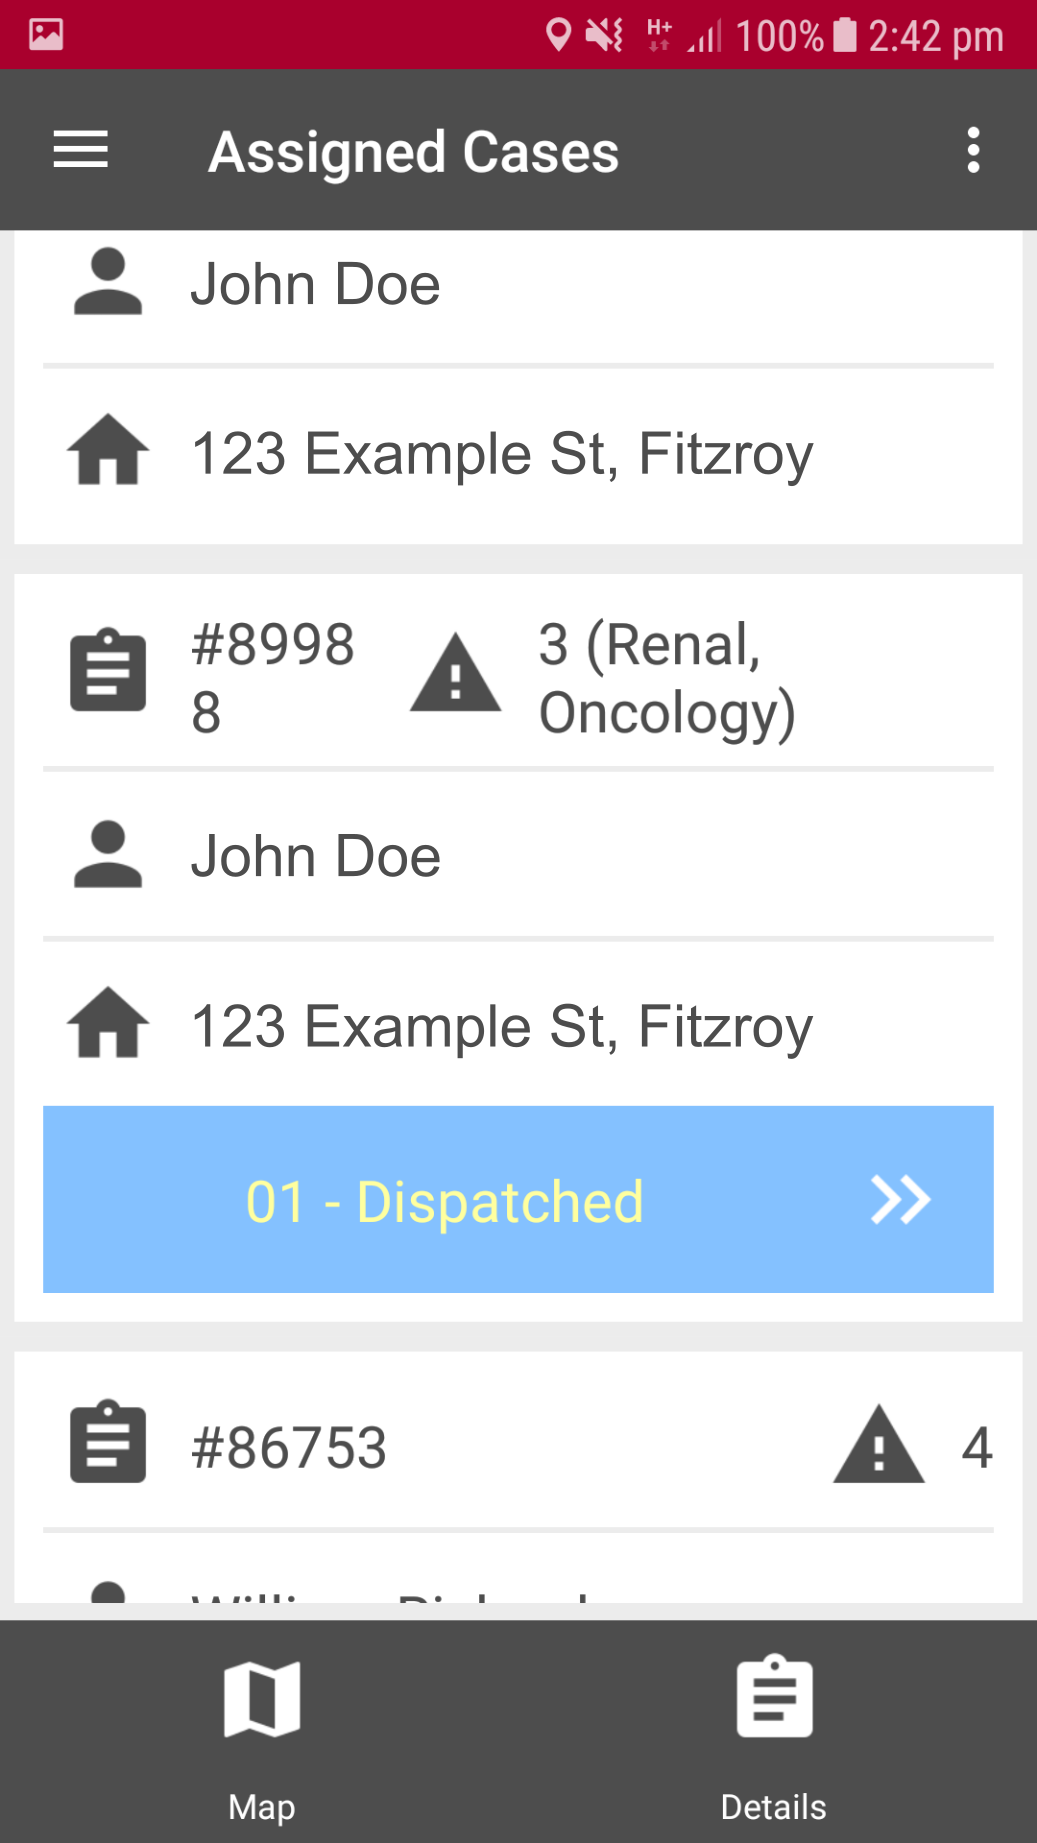 H+ 100% 2:42 pm
Assigned Cases
John Doe
123 Example St, Fitzroy
#8998
8
3 (Renal,
Oncology)
John Doe
123 Example St, Fitzroy
01 - Dispatched
#86753
4
Map
Details